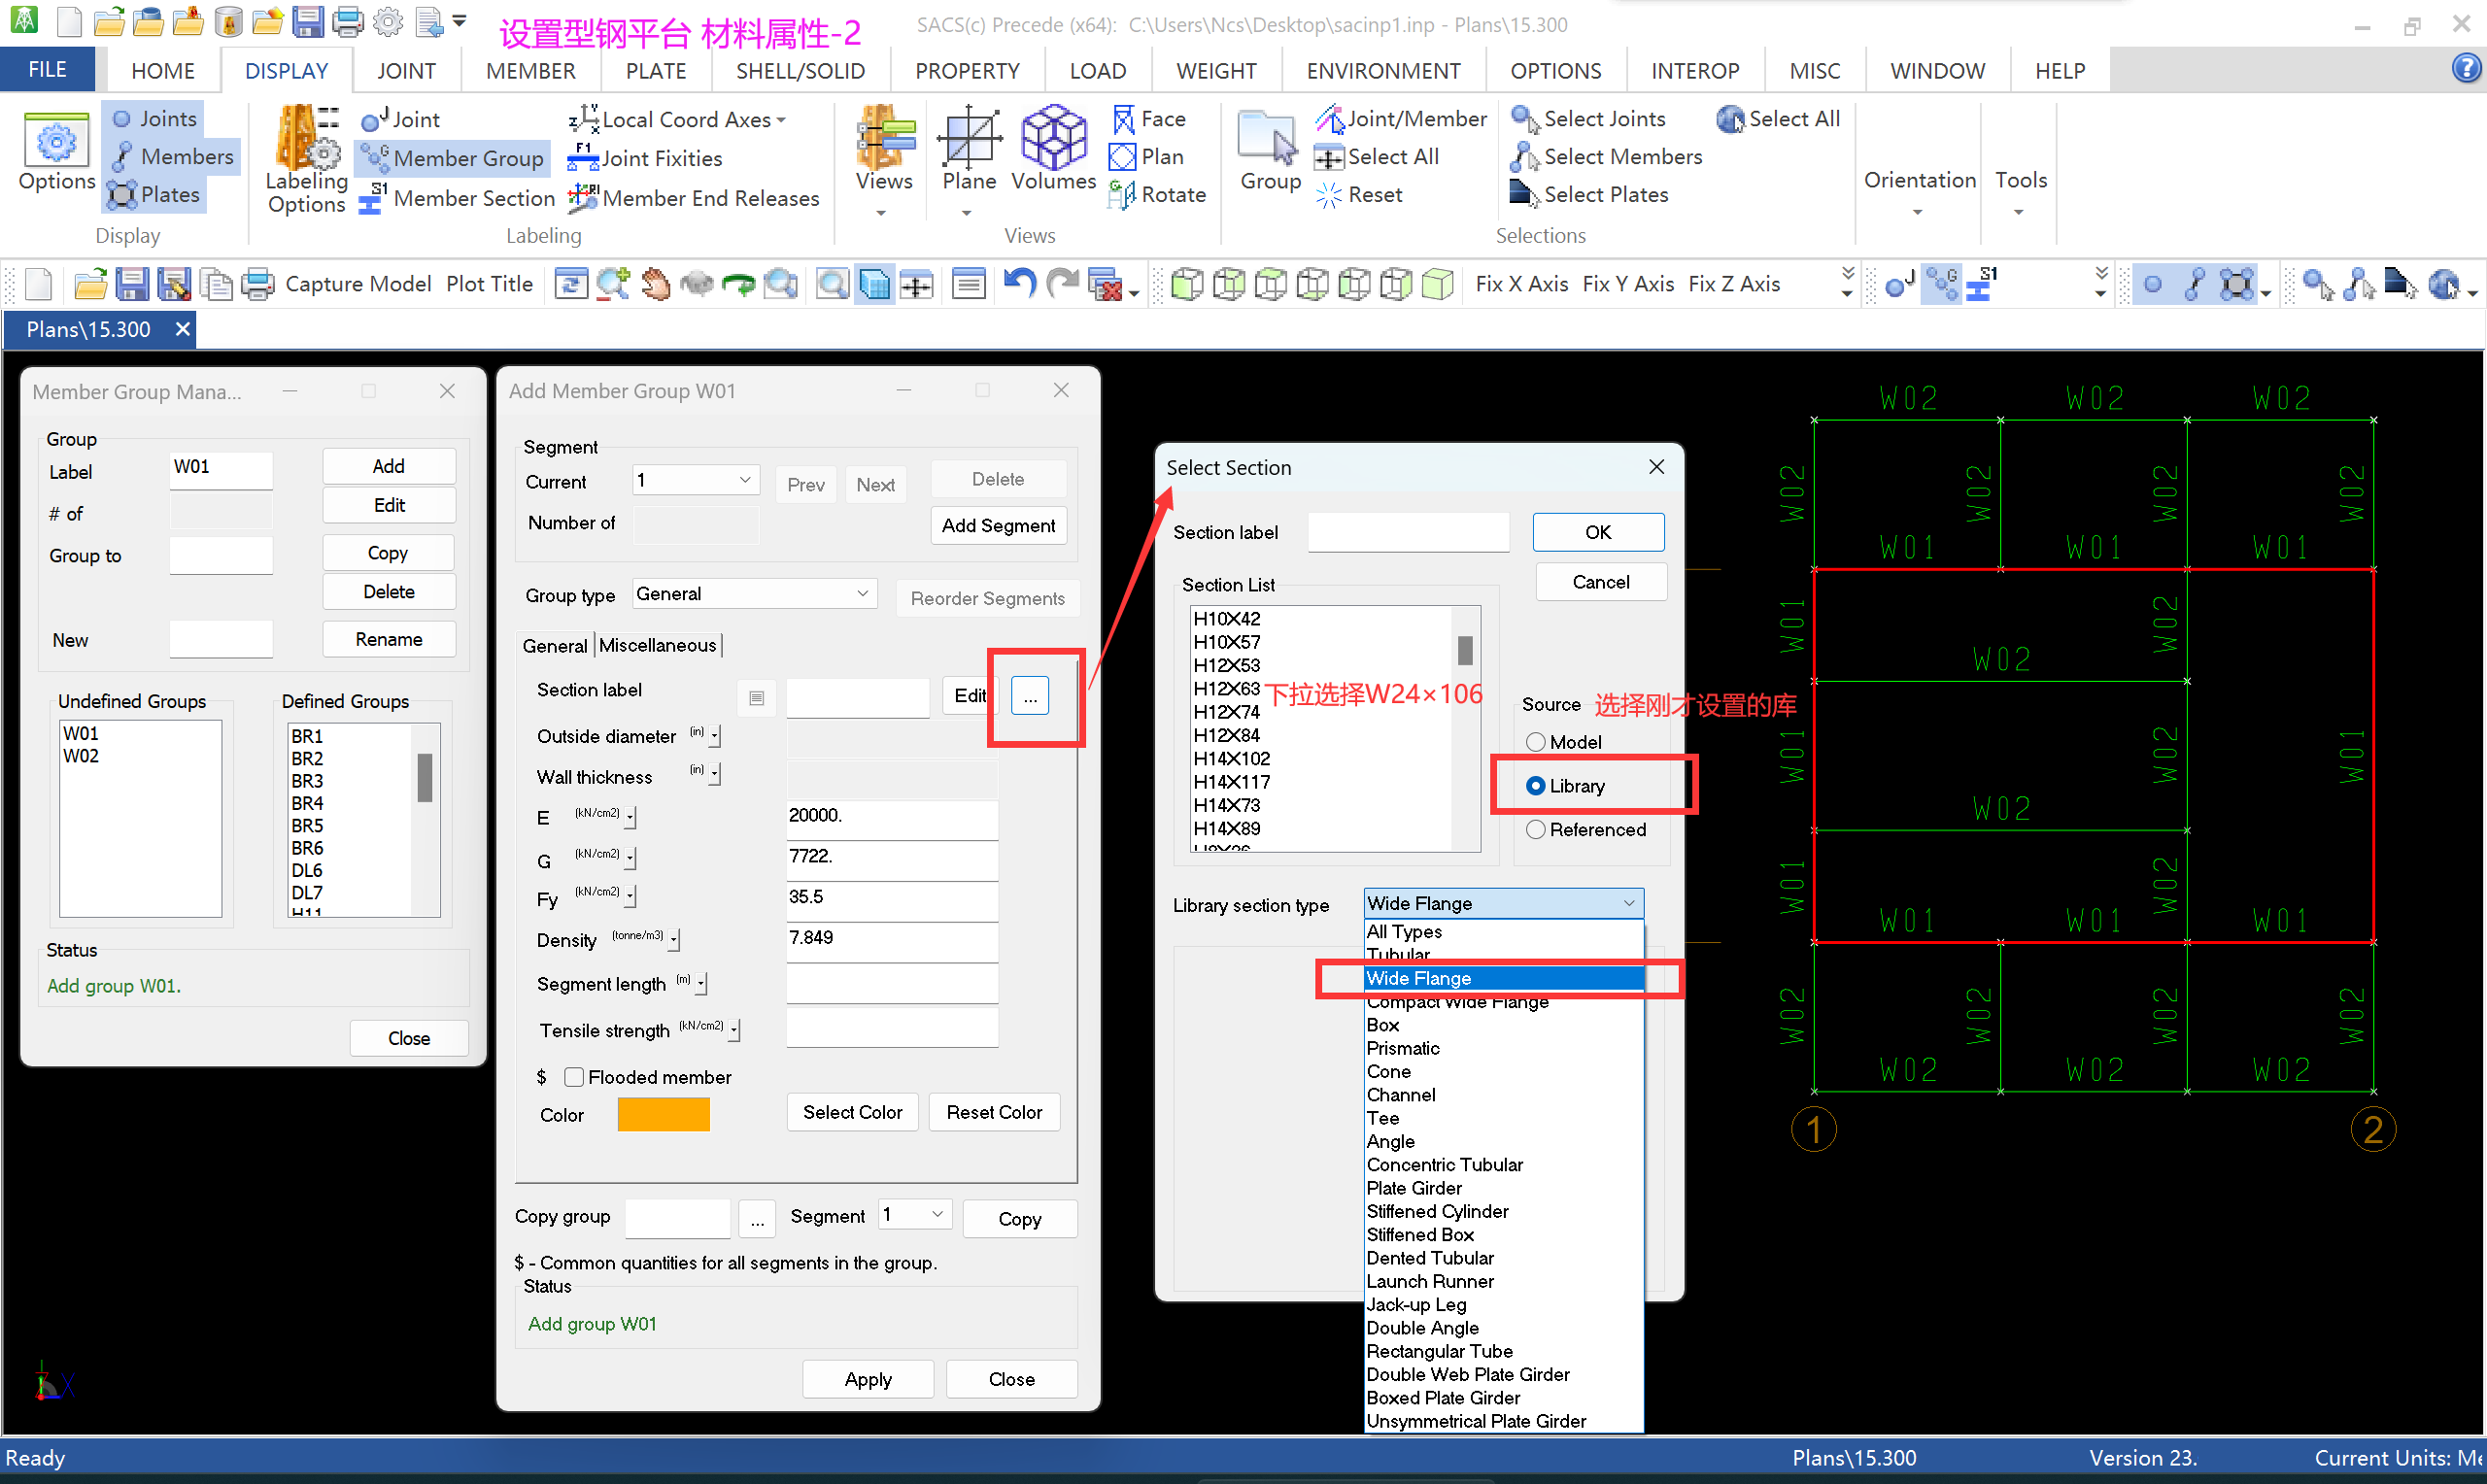 设置型钢平台 材料属性-2
SACS(c) Precede (x64): C:\Users\Ncs\Desktop\sacinp1.inp - Plans\15.300
FILE HOME DISPLAY JOINT MEMBER PLATE SHELL/SOLID PROPERTY LOAD WEIGHT ENVIRONMENT OPTIONS INTEROP MISC WINDOW HELP
Options
Joints
Members
Plates
Display
Labeling Options
Joint
Member Group
Member Section
Local Coord Axes
Joint Fixities
Member End Releases
Labeling
Views
Plane
Volumes
Face
Plan
Rotate
Views
Group
Joint/Member
Select All
Reset
Select Joints
Select Members
Select Plates
Select All
Selections
Orientation
Tools
Capture Model Plot Title
Fix X Axis Fix Y Axis Fix Z Axis
Plans\15.300
Member Group Mana...
Group
Label W01 Add
# of Edit
Group to Copy
Delete
New Rename
Undefined Groups
W01
W02
Defined Groups
BR1
BR2
BR3
BR4
BR5
BR6
DL6
DL7
H11
Status
Add group W01.
Close
Add Member Group W01
Segment
Current 1 Prev Next Delete
Number of Add Segment
Group type General Reorder Segments
General Miscellaneous
Section label Edit ...
Outside diameter (in)
Wall thickness (in)
E (kN/cm2) 20000.
G (kN/cm2) 7722.
Fy (kN/cm2) 35.5
Density (tonne/m3) 7.849
Segment length (m)
Tensile strength (kN/cm2)
$ Flooded member
Color Select Color Reset Color
Copy group ... Segment 1 Copy
$ - Common quantities for all segments in the group.
Status
Add group W01
Apply Close
Select Section
Section label OK
Cancel
Section List
H10X42
H10X57
H12X53
H12X63
H12X74
H12X84
H14X102
H14X117
H14X73
H14X89
下拉选择W24×106
Source
选择刚才设置的库
Model
Library
Referenced
Library section type Wide Flange
All Types
Tubular
Wide Flange
Compact Wide Flange
Box
Prismatic
Cone
Channel
Tee
Angle
Concentric Tubular
Plate Girder
Stiffened Cylinder
Stiffened Box
Dented Tubular
Launch Runner
Jack-up Leg
Double Angle
Rectangular Tube
Double Web Plate Girder
Boxed Plate Girder
Unsymmetrical Plate Girder
W02 W02 W02
W02 W02 W02 W02
W01 W01 W01
W01 W02
W02
W01 W02 W01
W02
W01 W02
W01 W01 W01
W02 W02 W02 W02
W02 W02 W02
1 2
X
Ready
Plans\15.300
Version 23.
Current Units: Me